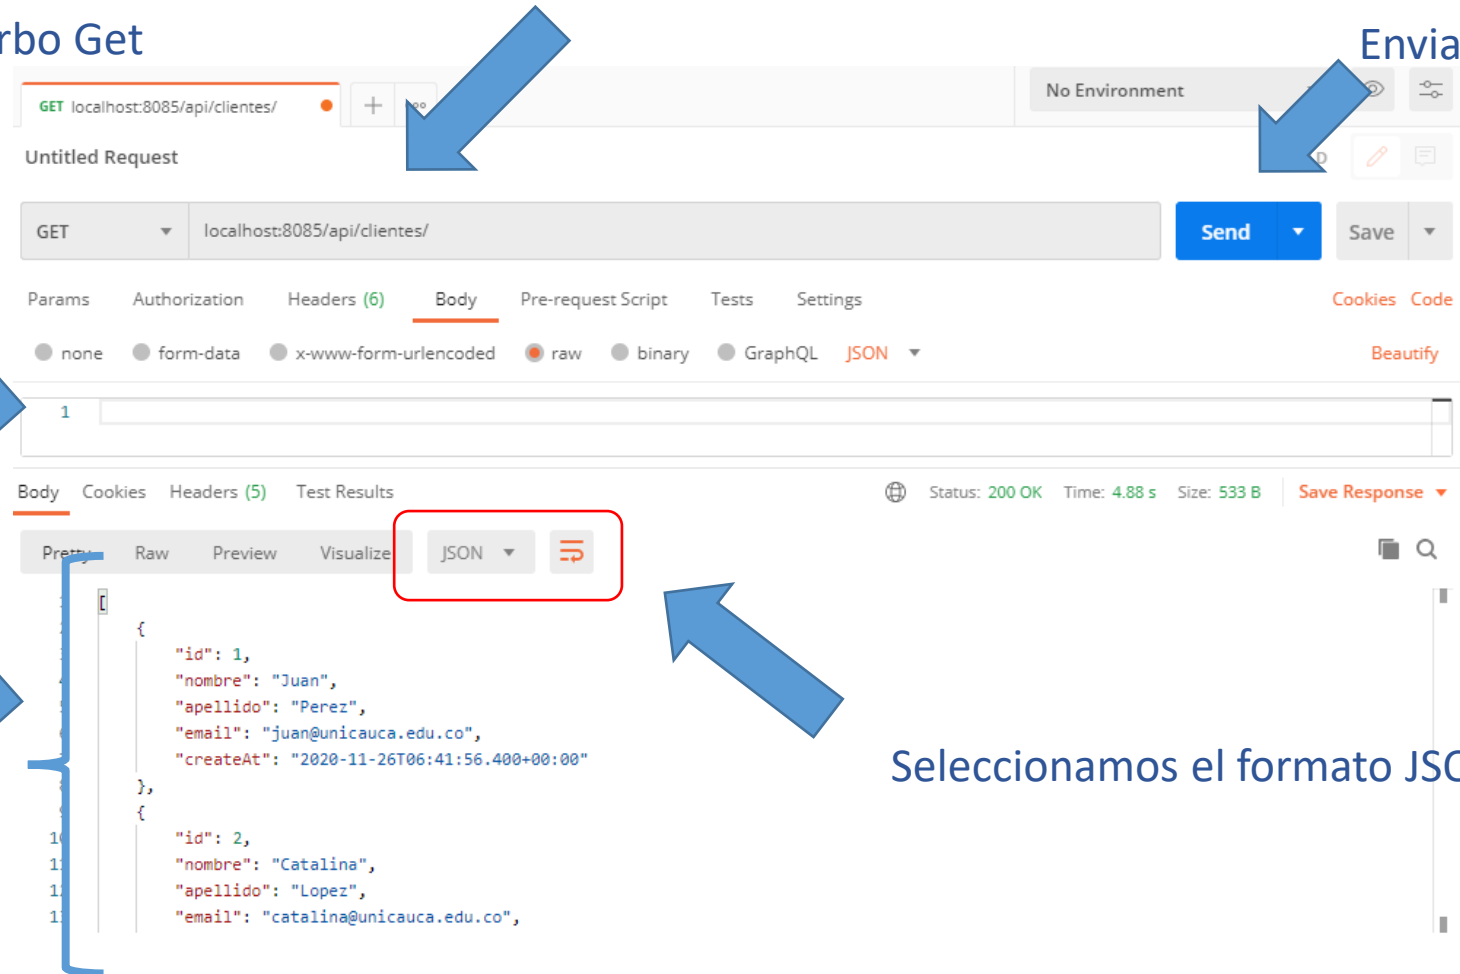 rbo Get
Envia
GET localhost:8085/api/clientes/
No Environment
Untitled Request
D
GET localhost:8085/api/clientes/ Send Save
Params Authorization Headers (6) Body Pre-request Script Tests Settings Cookies Code
none form-data x-www-form-urlencoded raw binary GraphQL JSON Beautify
1
Body Cookies Headers (5) Test Results Status: 200 OK Time: 4.88 s Size: 533 B Save Response
Pretty Raw Preview Visualize JSON
[
{
"id": 1,
"nombre": "Juan",
"apellido": "Perez",
"email": "juan@unicauca.edu.co",
"createAt": "2020-11-26T06:41:56.400+00:00"
Seleccionamos el formato JSO
},
{
"id": 2,
"nombre": "Catalina",
"apellido": "Lopez",
"email": "catalina@unicauca.edu.co",